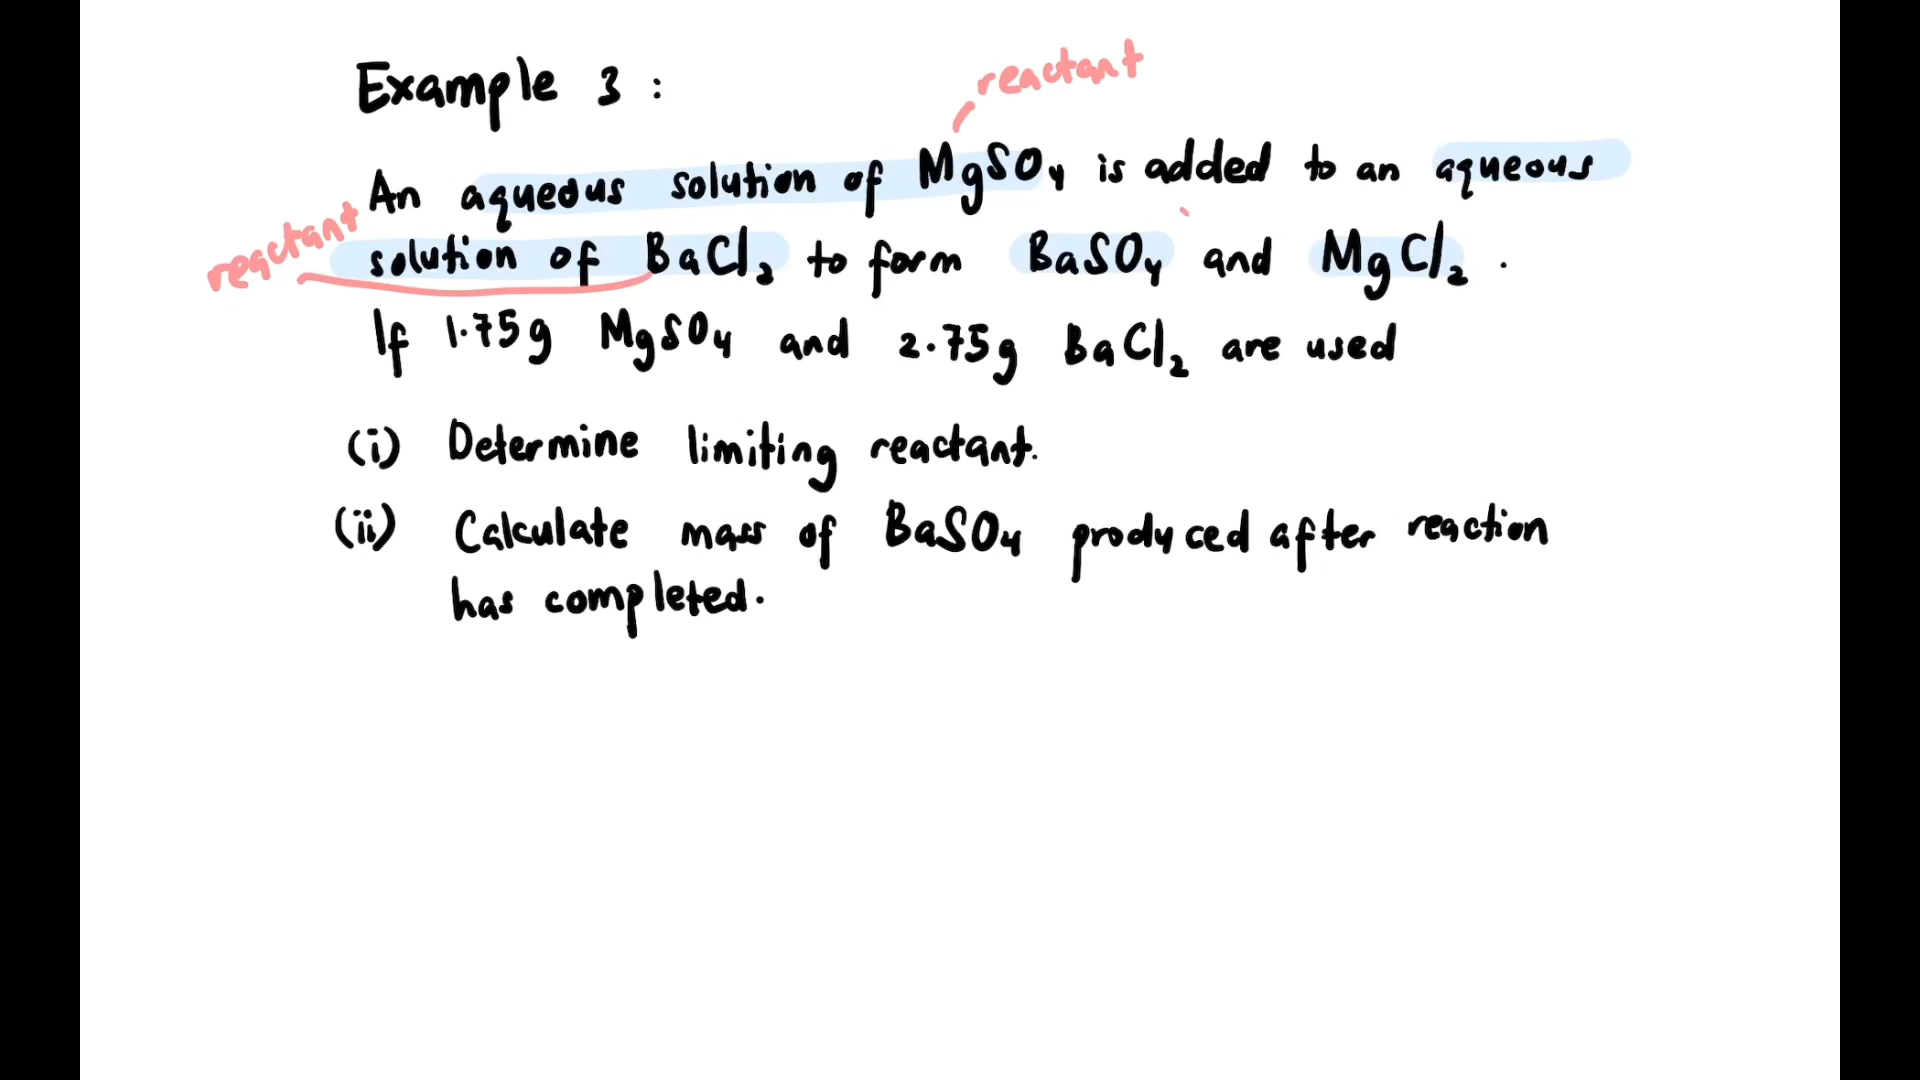 Example 3 :
reactant
An aqueous solution of MgSO₄ is added to an aqueous
reactant
solution of BaCl₂ to form BaSO₄ and MgCl₂ .
If 1.75g MgSO₄ and 2.75g BaCl₂ are used
(i) Determine limiting reactant.
(ii) Calculate mass of BaSO₄ produced after reaction
has completed.